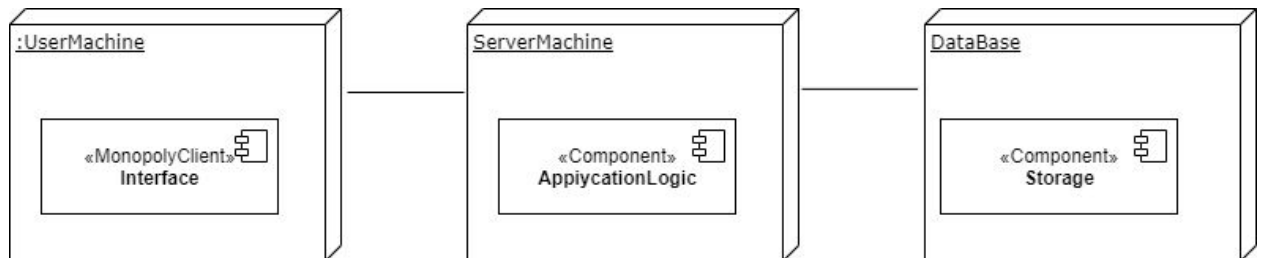 :UserMachine
«MonopolyClient»
Interface
ServerMachine
«Component»
AppiycationLogic
DataBase
«Component»
Storage